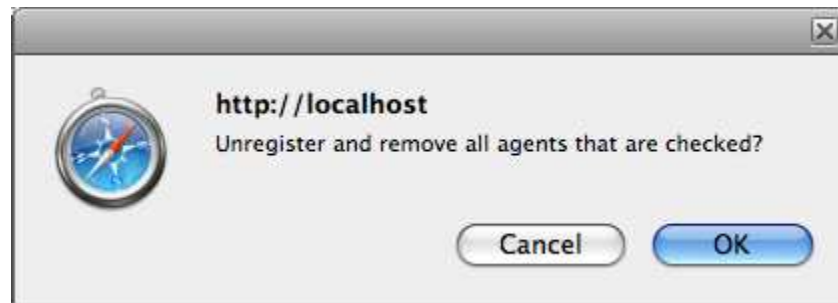 http://localhost
Unregister and remove all agents that are checked?
Cancel
OK